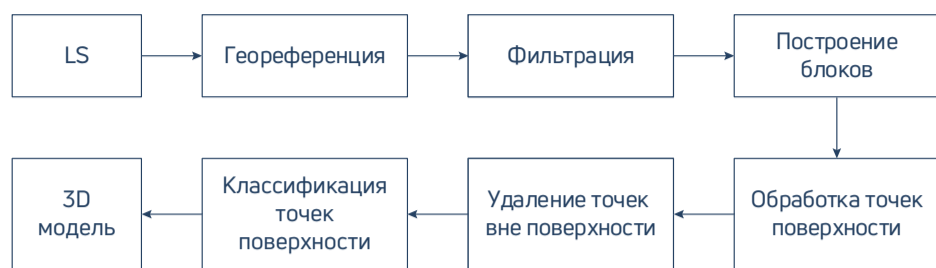 LS
Геореференция
Фильтрация
Построение
блоков
Обработка точек
поверхности
Удаление точек
вне поверхности
Классификация
точек
поверхности
3D
модель